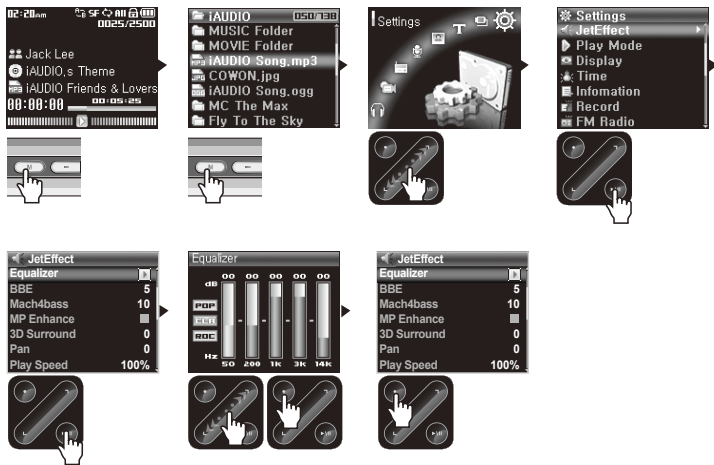 02:20am SF All
0025/2500
Jack Lee
iAUDIO,s Theme
iAUDIO Friends & Lovers
00:00:00 00:05:25
M
iAUDIO 050/138
MUSIC Folder
MOVIE Folder
iAUDIO Song.mp3
COWON.jpg
iAUDIO Song.ogg
MC The Max
Fly To The Sky
M
Settings
T
Settings
JetEffect
Play Mode
Display
Time
Infomation
Record
FM Radio
JetEffect
Equalizer
BBE 5
Mach4bass 10
MP Enhance
3D Surround 0
Pan 0
Play Speed 100%
Equalizer
00 00 00 00 00
dB
POP
ROC
Hz
50 200 1k 3k 14k
JetEffect
Equalizer
BBE 5
Mach4bass 10
MP Enhance
3D Surround 0
Pan 0
Play Speed 100%